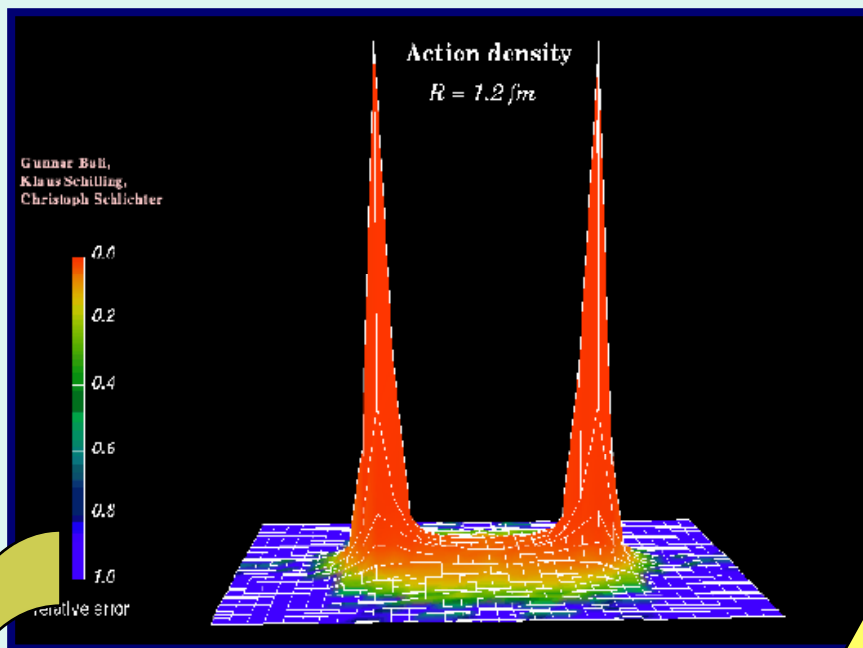 Action density
R = 1.2 fm
Gunnar Bali,
Klaus Schilling,
Christoph Schlichter
0.0
0.2
0.4
0.6
0.8
1.0
relative error